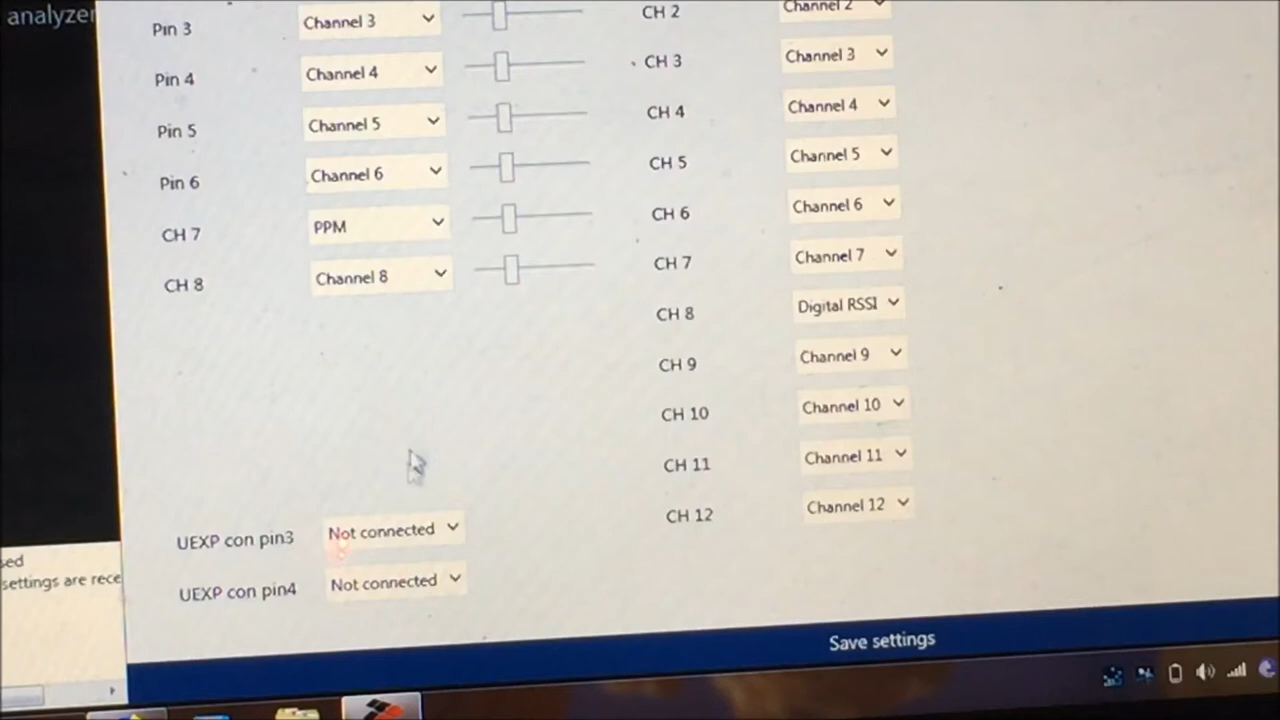 analyzer
Pin 3 Channel 3 CH 2 Channel 2
Pin 4 Channel 4 CH 3 Channel 3
Pin 5 Channel 5 CH 4 Channel 4
Pin 6 Channel 6 CH 5 Channel 5
CH 7 PPM CH 6 Channel 6
CH 8 Channel 8 CH 7 Channel 7
CH 8 Digital RSSI
CH 9 Channel 9
CH 10 Channel 10
CH 11 Channel 11
CH 12 Channel 12
UEXP con pin3 Not connected
UEXP con pin4 Not connected
sed
settings are rece
Save settings